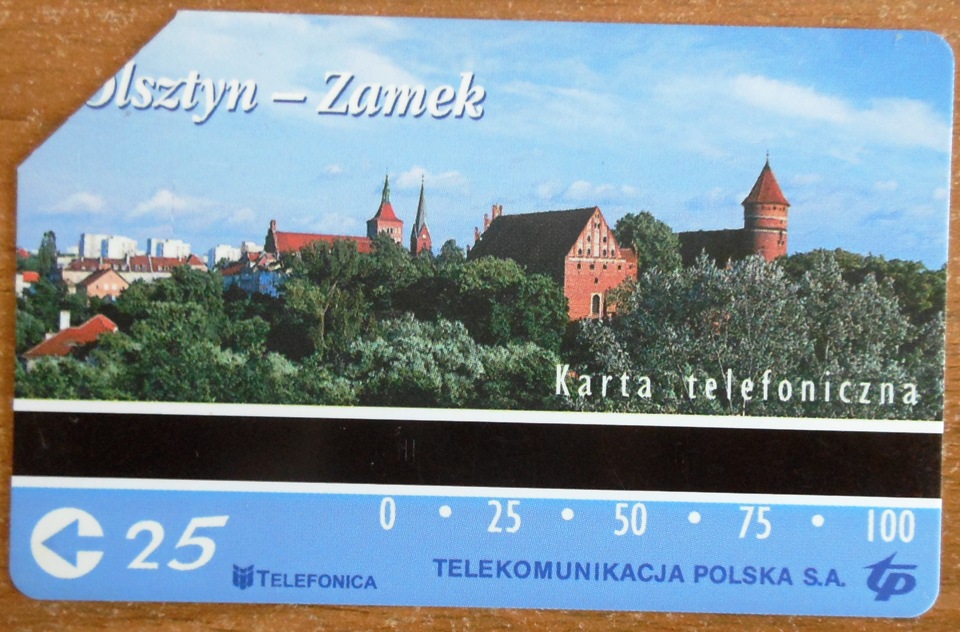 Olsztyn – Zamek
Karta telefoniczna
0 • 25 • 50 • 75 • 100
25
TELEFONICA
TELEKOMUNIKACJA POLSKA S.A.
tp